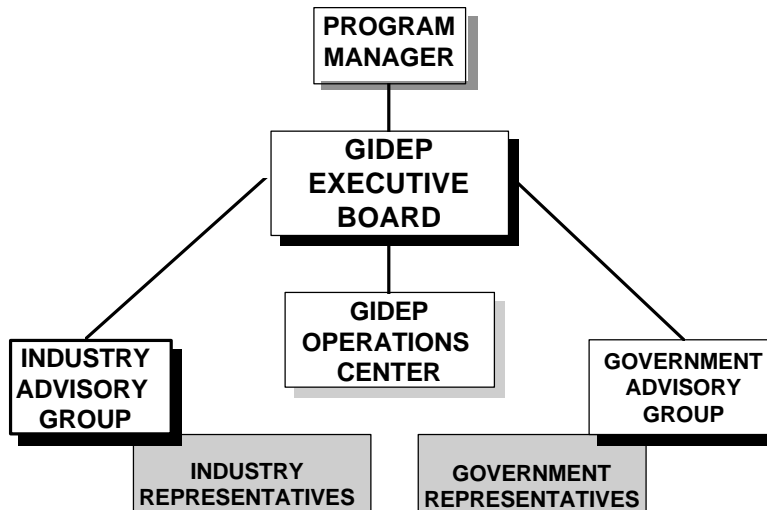 PROGRAM
MANAGER
GIDEP
EXECUTIVE
BOARD
GIDEP
OPERATIONS
CENTER
INDUSTRY
ADVISORY
GROUP
GOVERNMENT
ADVISORY
GROUP
INDUSTRY
REPRESENTATIVES
GOVERNMENT
REPRESENTATIVES